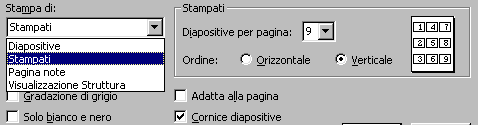 Stampa di:
Stampati
Diapositive
Stampati
Pagina note
Visualizzazione Struttura
Gradazione di grigio
Solo bianco e nero
Stampati
Diapositive per pagina: 9
Ordine: Orizzontale Verticale
1 4 7
2 5 8
3 6 9
Adatta alla pagina
Cornice diapositive